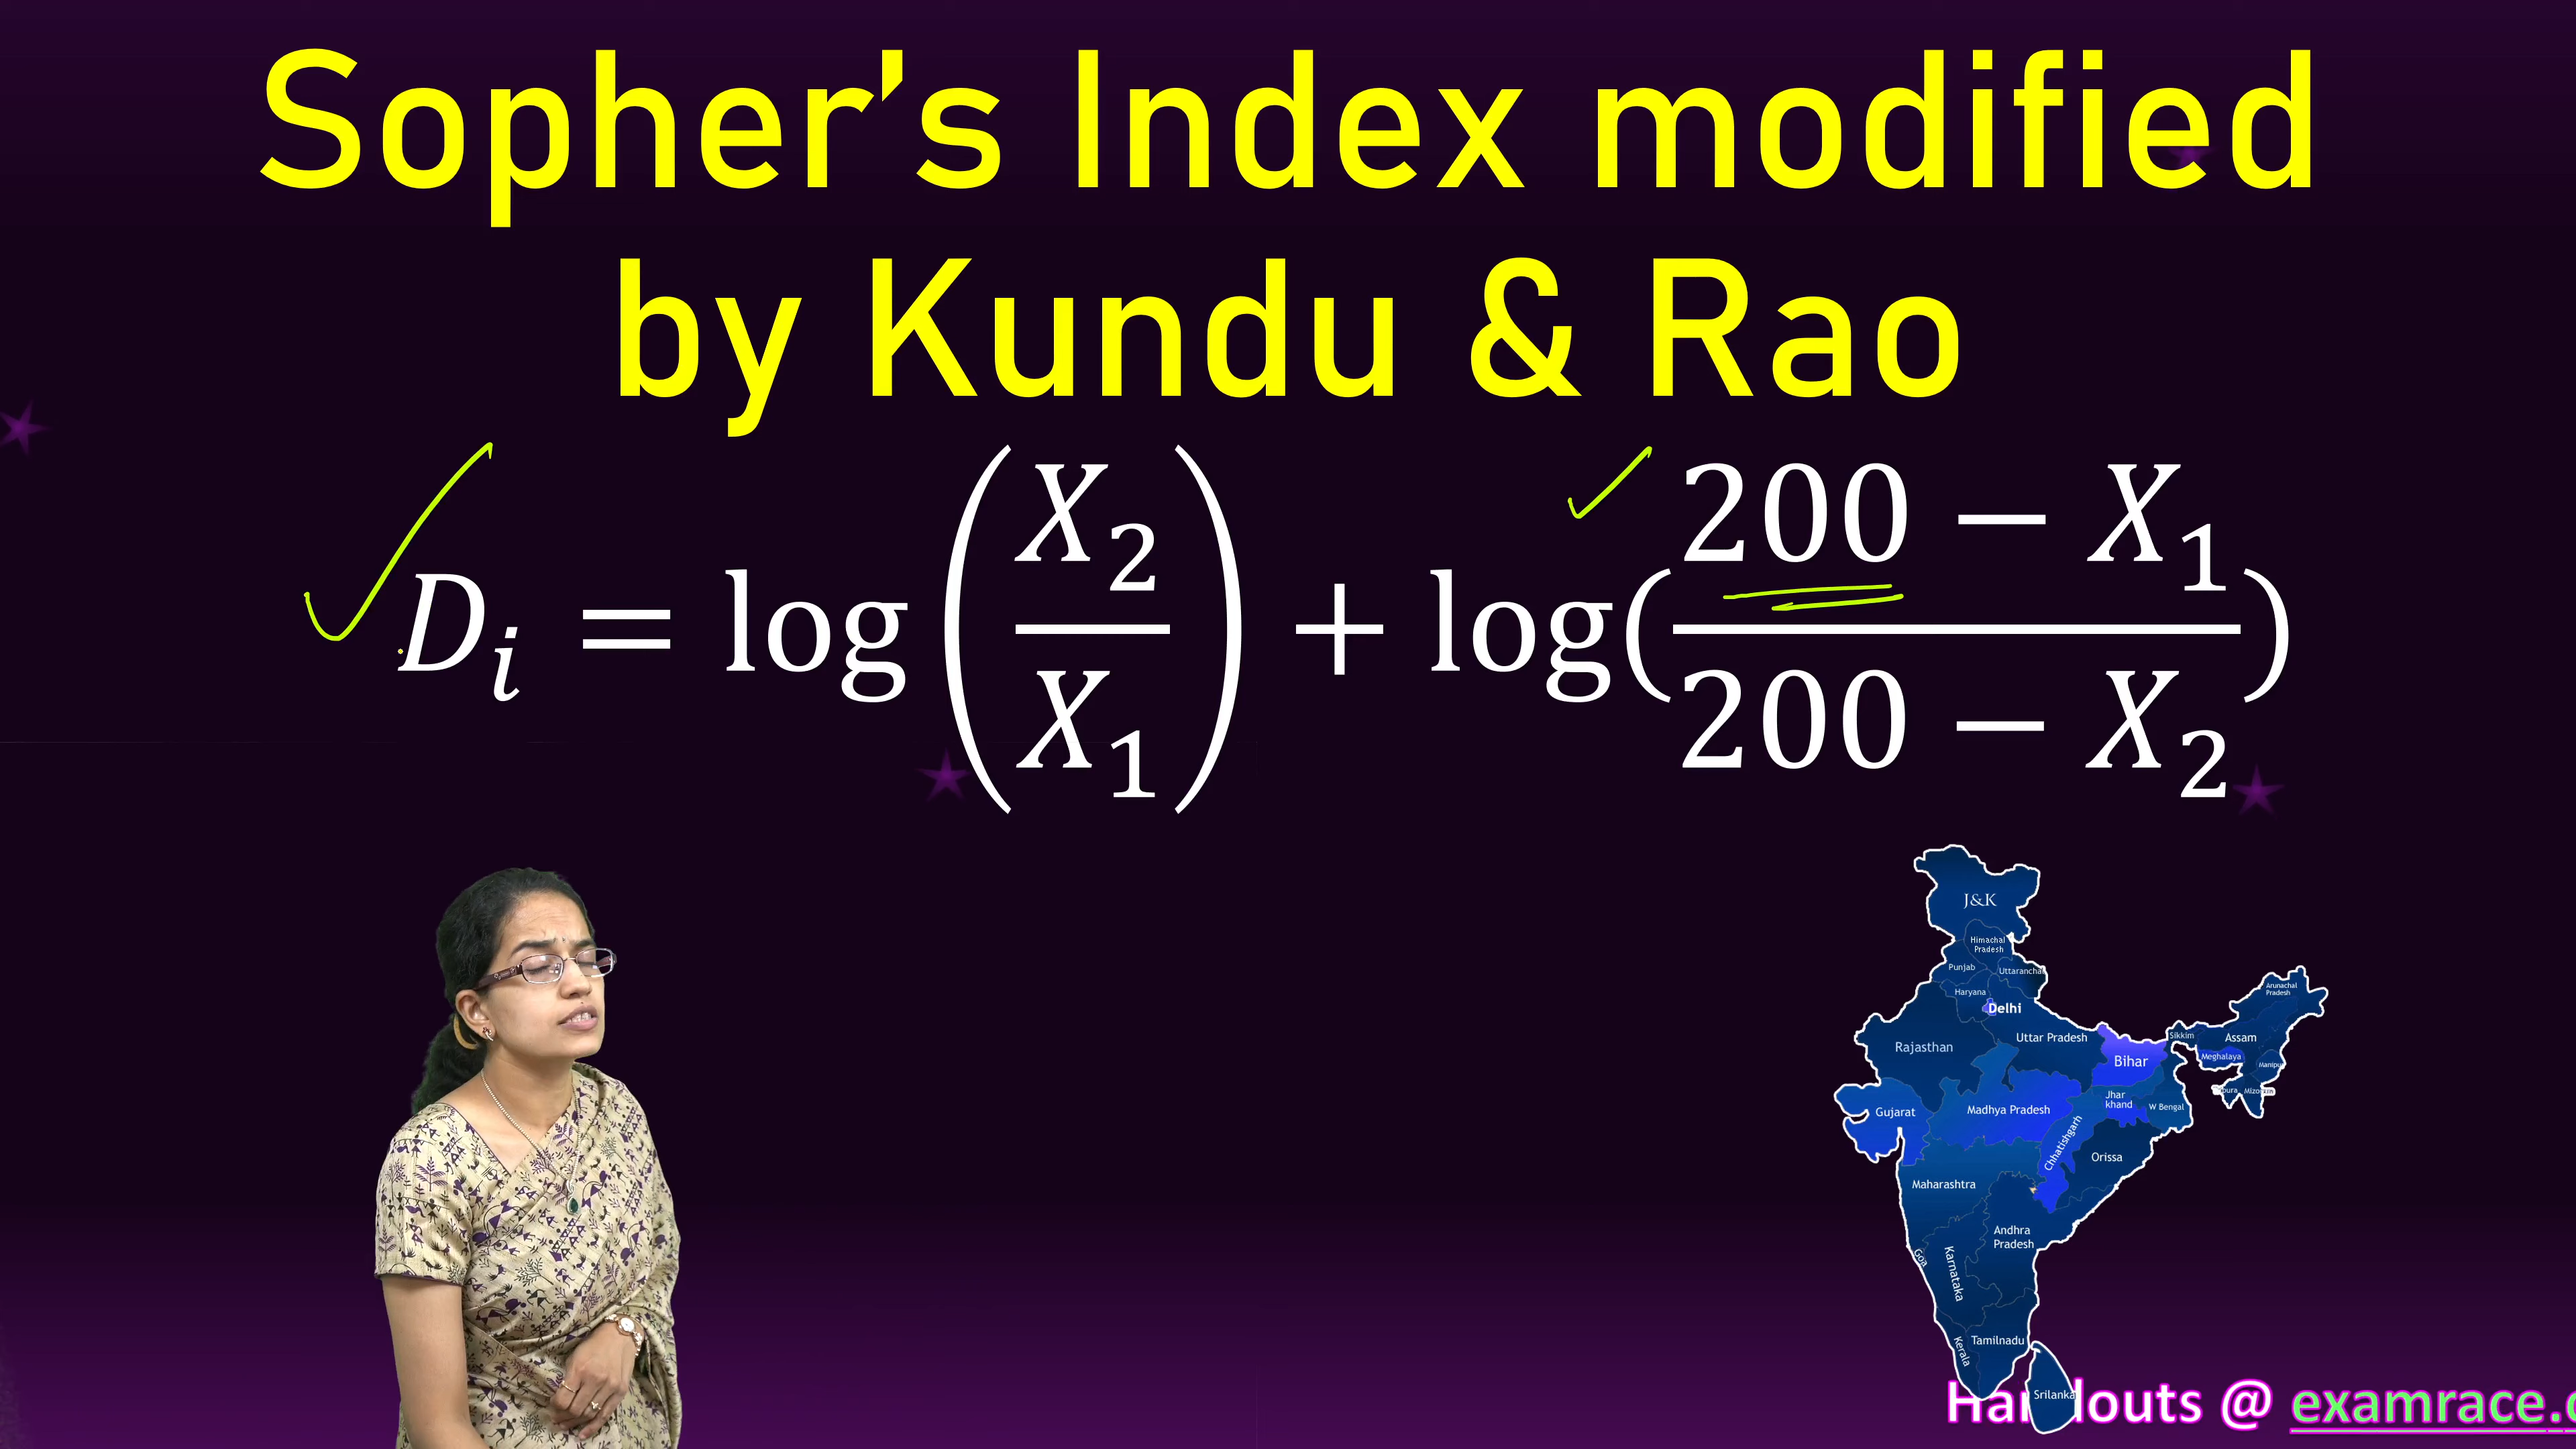 Sopher's Index modified
by Kundu & Rao
D_i = log(X_2/X_1) + log((200 − X_1)/(200 − X_2))
J&K
Himachal
Pradesh
Punjab
Uttaranchal
Haryana
Delhi
Arunachal
Pradesh
Rajasthan
Uttar Pradesh
Sikkim
Assam
Bihar
Meghalaya
Gujarat
Madhya Pradesh
Jhar
khand
W Bengal
Chhatishgarh
Orissa
Maharashtra
Andhra
Pradesh
Goa
Karnataka
Kerala
Tamilnadu
Srilanka
Handouts @ examrace.